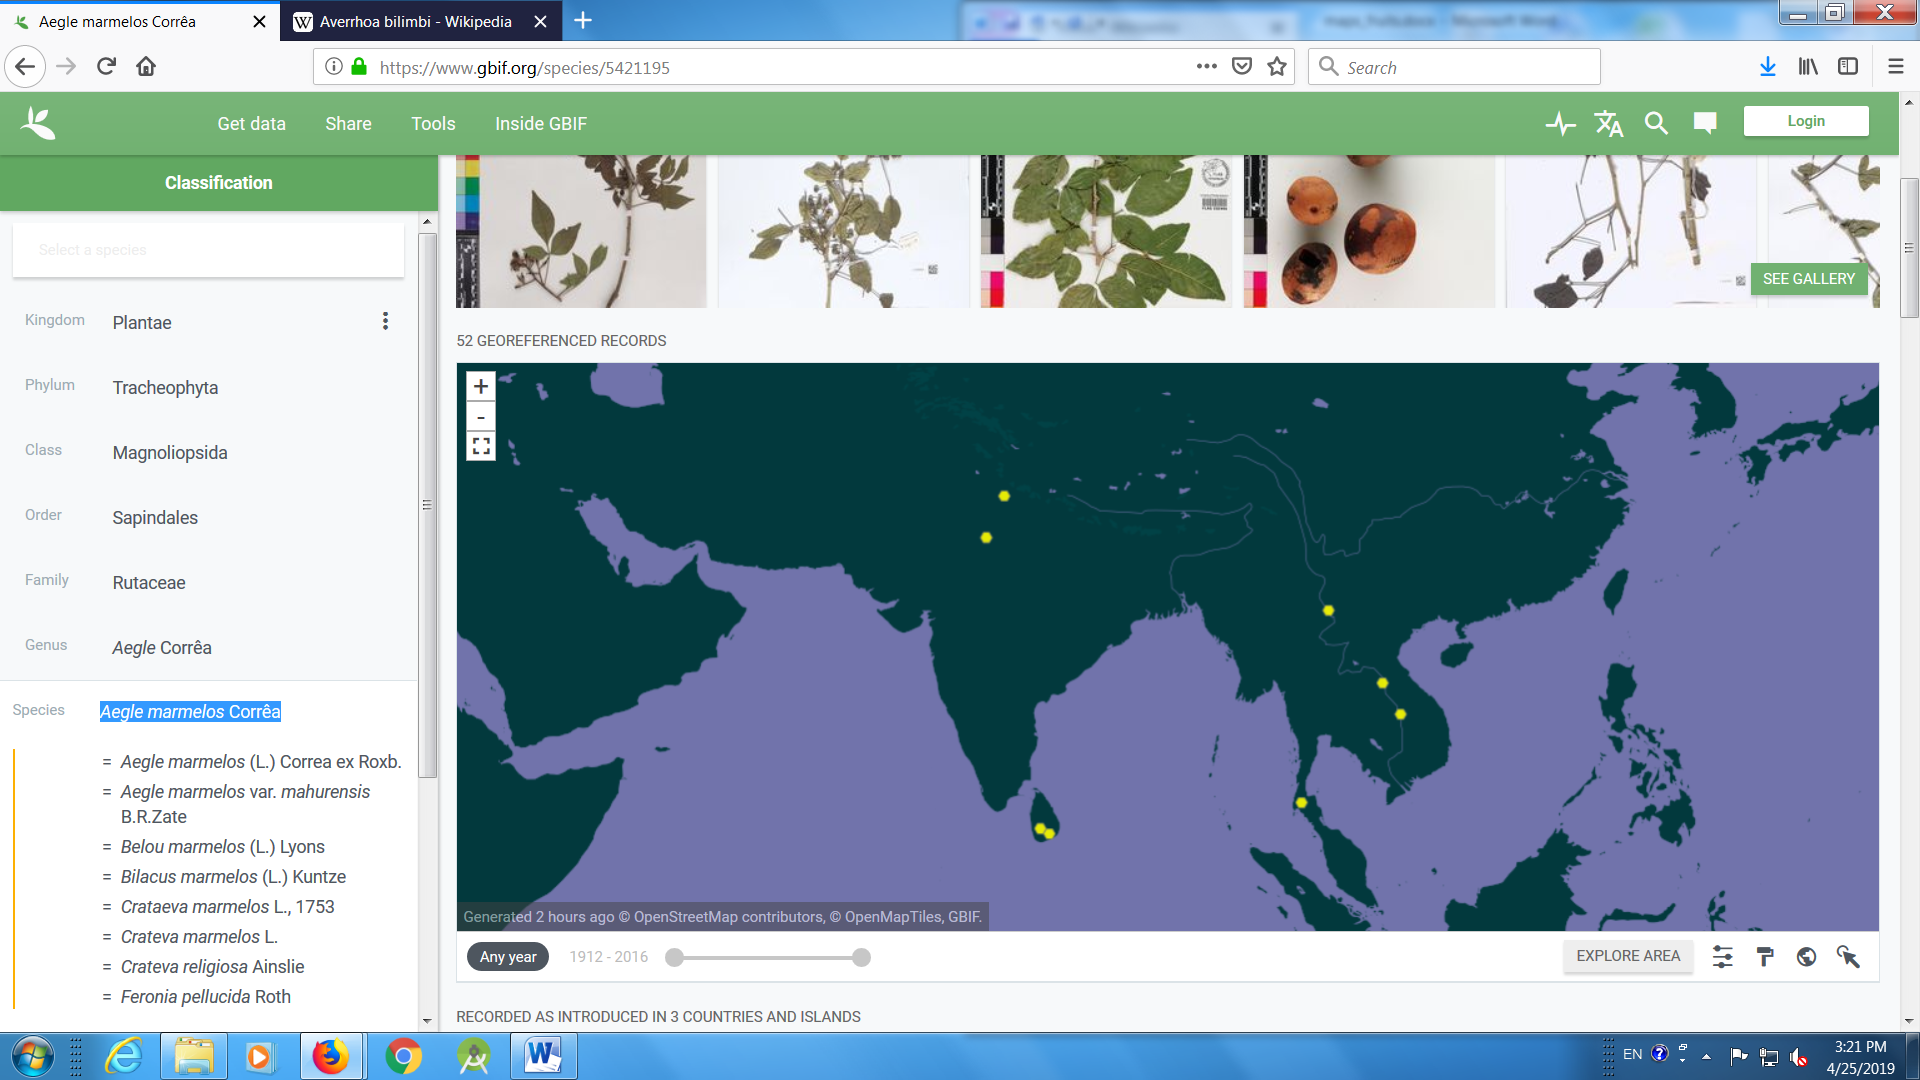 Aegle marmelos Corrêa
Averrhoa bilimbi - Wikipedia
https://www.gbif.org/species/5421195
Search
Get data
Share
Tools
Inside GBIF
Login
Classification
Select a species
Kingdom Plantae
Phylum Tracheophyta
Class Magnoliopsida
Order Sapindales
Family Rutaceae
Genus Aegle Corrêa
Species Aegle marmelos Corrêa
= Aegle marmelos (L.) Correa ex Roxb.
= Aegle marmelos var. mahurensis
B.R.Zate
= Belou marmelos (L.) Lyons
= Bilacus marmelos (L.) Kuntze
= Crataeva marmelos L., 1753
= Crateva marmelos L.
= Crateva religiosa Ainslie
= Feronia pellucida Roth
SEE GALLERY
52 GEOREFERENCED RECORDS
+
-
Generated 2 hours ago © OpenStreetMap contributors, © OpenMapTiles, GBIF.
Any year
1912 - 2016
EXPLORE AREA
RECORDED AS INTRODUCED IN 3 COUNTRIES AND ISLANDS
EN
3:21 PM
4/25/2019